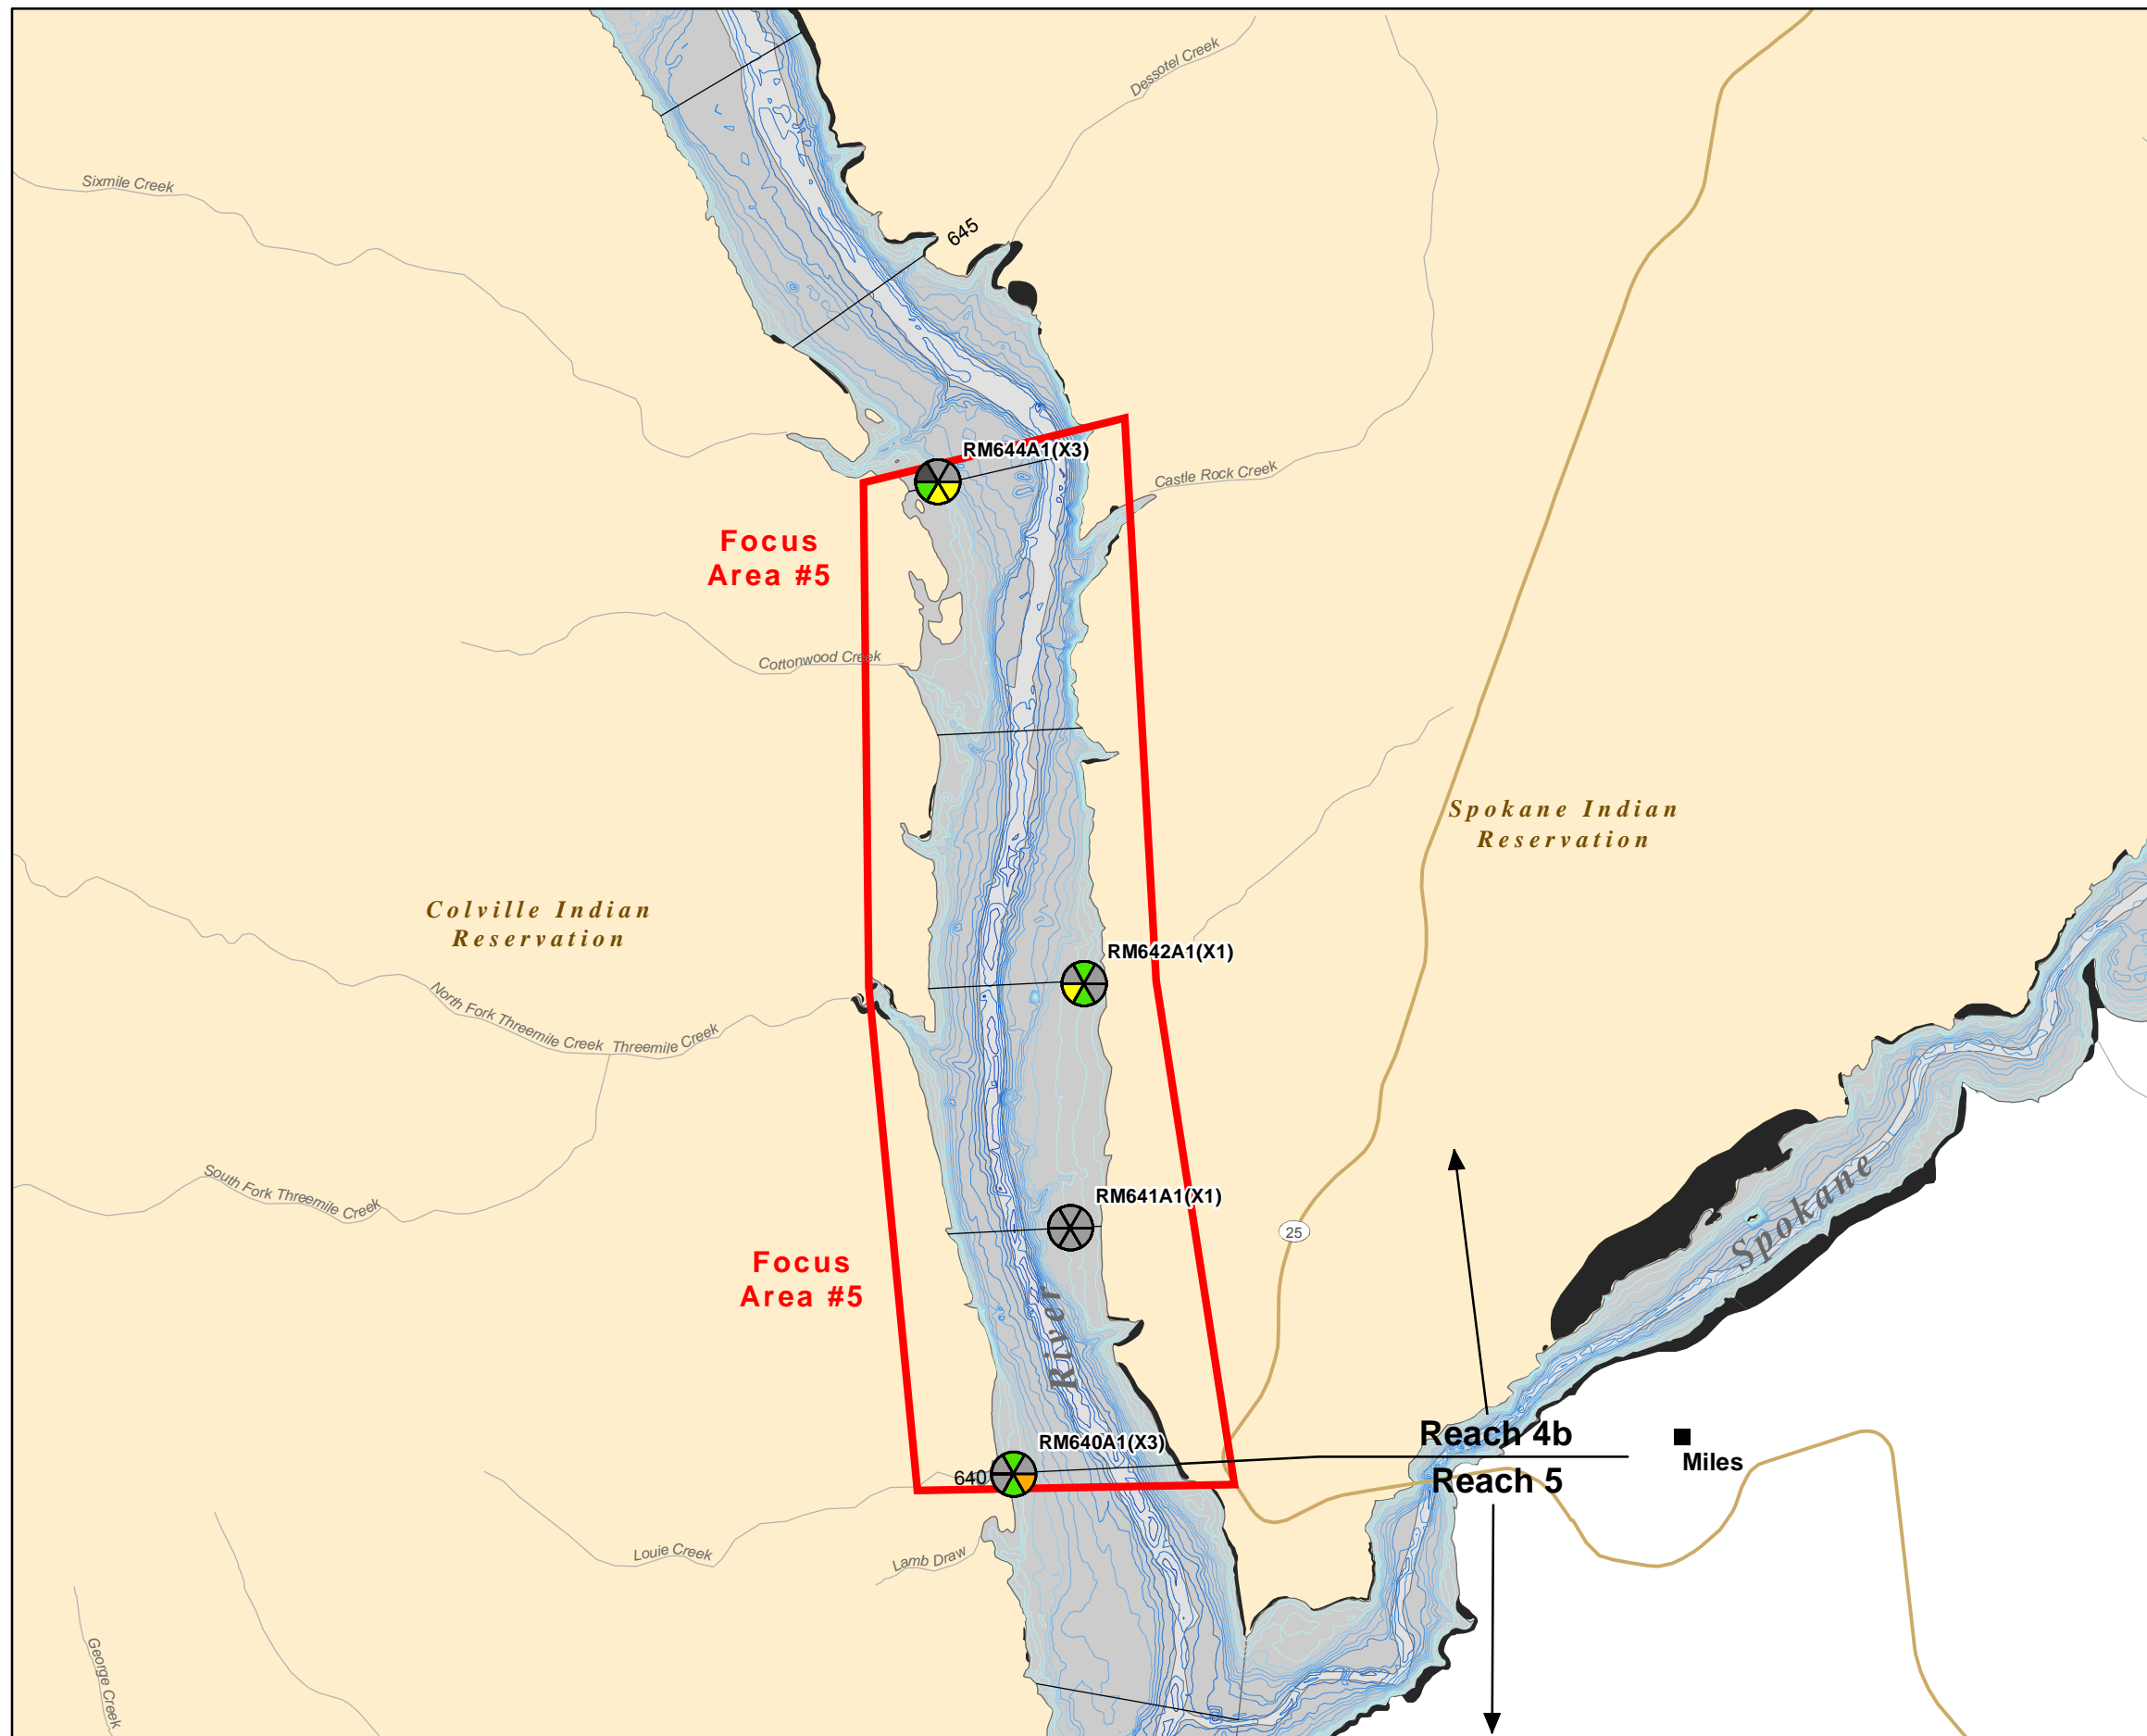 Dessotel Creek
Sixmile Creek
645
RM644A1(X3)
Castle Rock Creek
Focus
Area #5
Cottonwood Creek
Spokane Indian
Reservation
Colville Indian
Reservation
RM642A1(X1)
North Fork Threemile Creek
Threemile Creek
South Fork Threemile Creek
RM641A1(X1)
Spokane
25
Focus
Area #5
River
RM640A1(X3)
640
Reach 4b
Miles
Reach 5
Louie Creek
Lamb Draw
George Creek